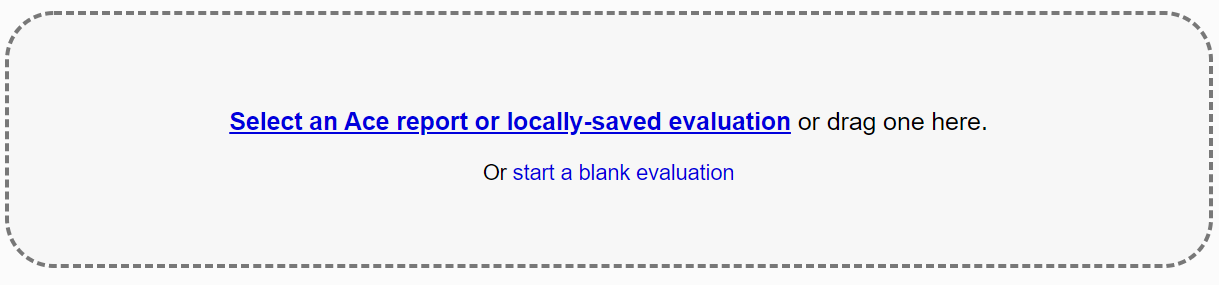 Select an Ace report or locally-saved evaluation or drag one here.
Or start a blank evaluation